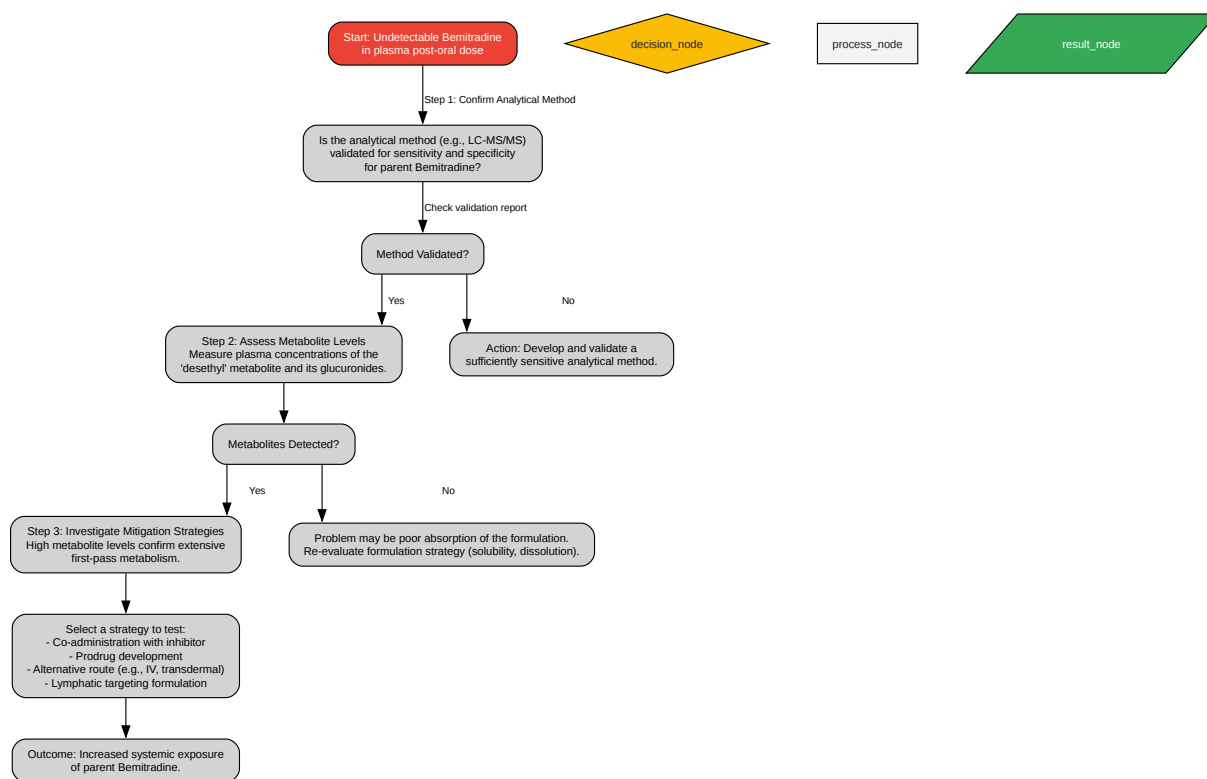 Start: Undetectable Bemitradine
in plasma post-oral dose
decision_node
process_node
result_node
Step 1: Confirm Analytical Method
Is the analytical method (e.g., LC-MS/MS)
validated for sensitivity and specificity
for parent Bemitradine?
Check validation report
Method Validated?
Yes
No
Step 2: Assess Metabolite Levels
Measure plasma concentrations of the
'desethyl' metabolite and its glucuronides.
Action: Develop and validate a
sufficiently sensitive analytical method.
Metabolites Detected?
Yes
No
Step 3: Investigate Mitigation Strategies
High metabolite levels confirm extensive
first-pass metabolism.
Problem may be poor absorption of the formulation.
Re-evaluate formulation strategy (solubility, dissolution).
Select a strategy to test:
- Co-administration with inhibitor
- Prodrug development
- Alternative route (e.g., IV, transdermal)
- Lymphatic targeting formulation
Outcome: Increased systemic exposure
of parent Bemitradine.